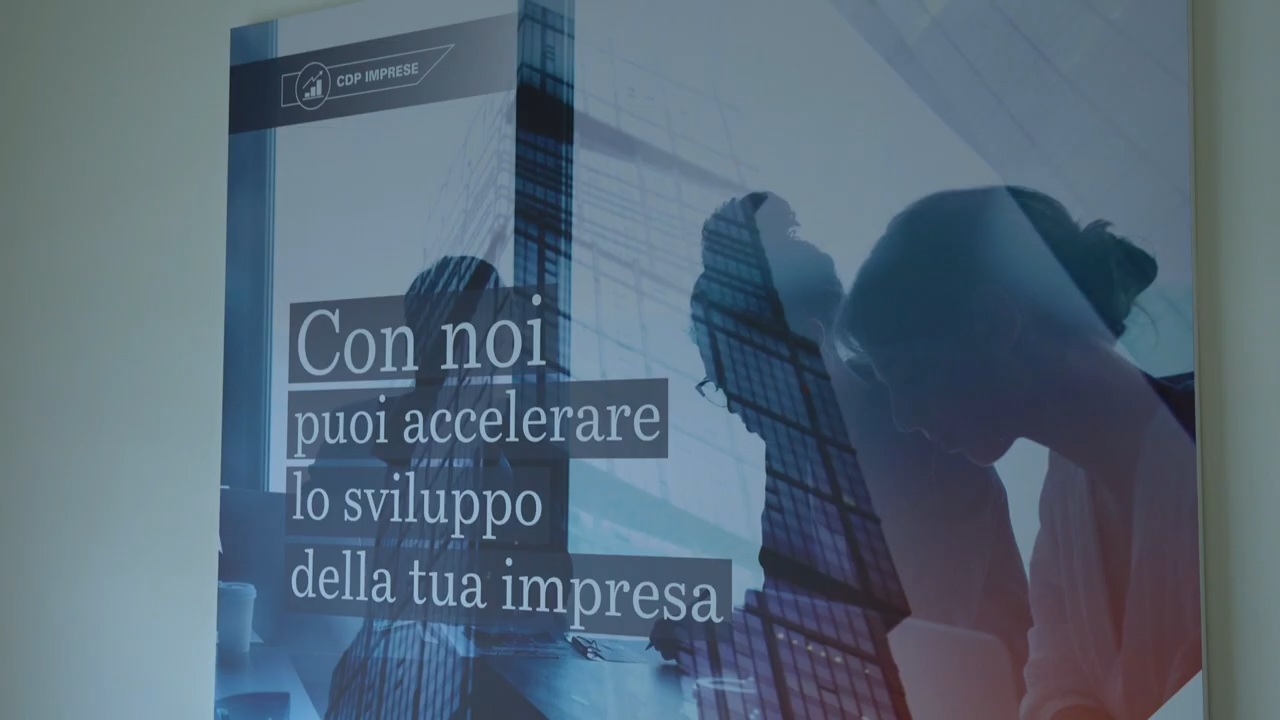 CDP IMPRESE
Con noi
puoi accelerare
lo sviluppo
della tua impresa